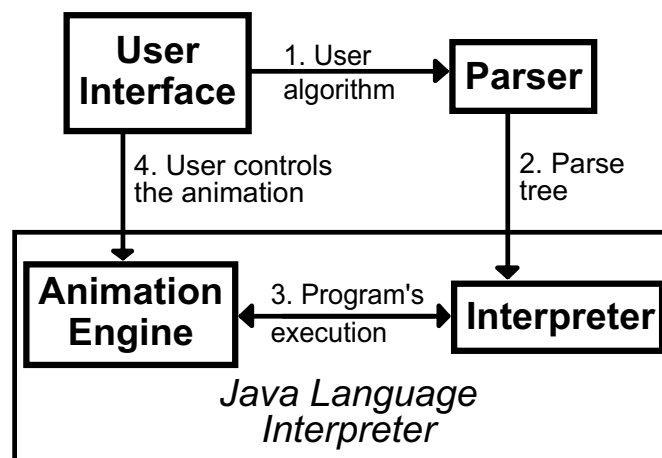 User
Interface
1. User
algorithm
Parser
4. User controls
the animation
2. Parse
tree
Animation
Engine
3. Program's
execution
Interpreter
Java Language
Interpreter